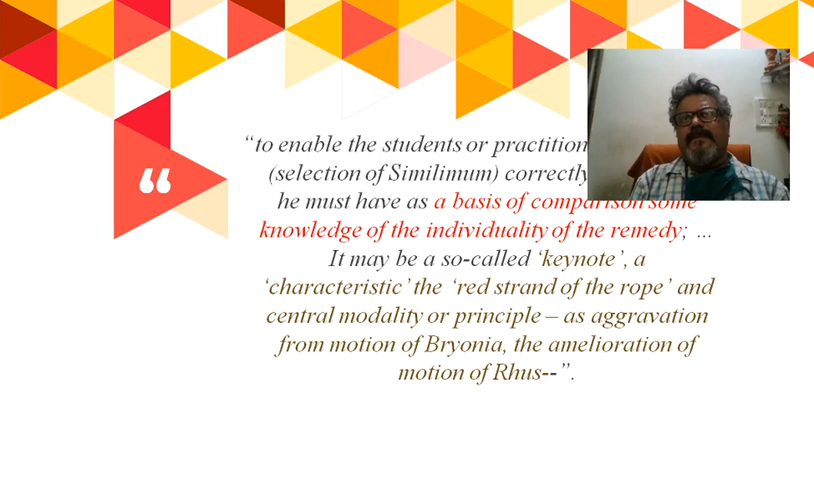 “
“to enable the students or practition
(selection of Similimum) correctly
he must have as a basis of comparison some
knowledge of the individuality of the remedy; ...
It may be a so-called ‘keynote’, a
‘characteristic’ the ‘red strand of the rope’ and
central modality or principle – as aggravation
from motion of Bryonia, the amelioration of
motion of Rhus--”.